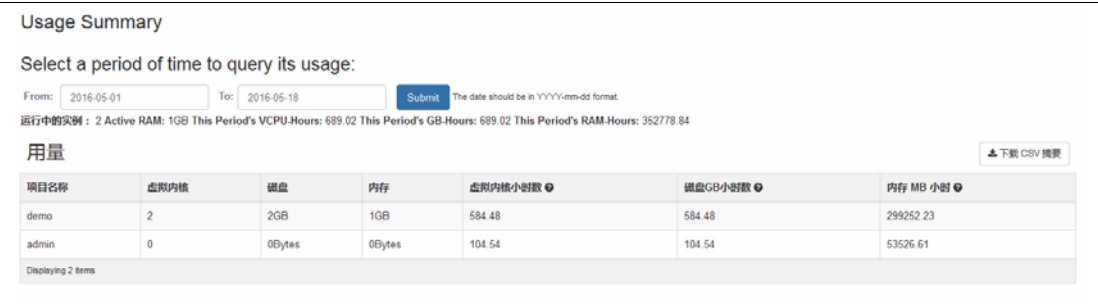 Usage Summary
Select a period of time to query its usage:
From: 2016-05-01 To: 2016-05-18 Submit The date should be in YYYY-mm-dd format.
运行中的实例： 2 Active RAM: 1GB This Period's VCPU-Hours: 689.02 This Period's GB-Hours: 689.02 This Period's RAM-Hours: 352778.84
用量 下载 CSV 摘要
项目名称 虚拟内核 磁盘 内存 虚拟内核小时数 磁盘GB小时数 内存 MB 小时
demo 2 2GB 1GB 584.48 584.48 299252.23
admin 0 0Bytes 0Bytes 104.54 104.54 53526.61
Displaying 2 items